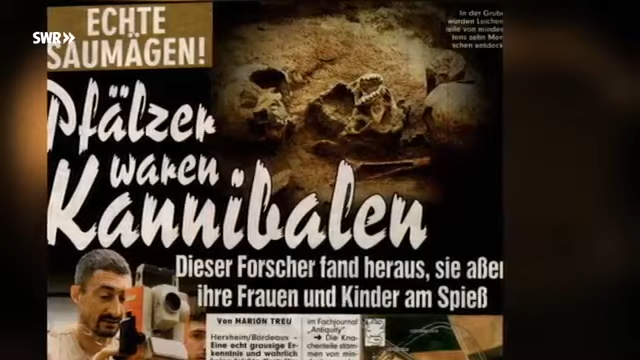 SWR»
ECHTE
SAUMÄGEN!
In der Grube
wurden Leichen-
teile von mindes-
tens zehn Men-
schen entdeckt
Pfälzer
waren
Kannibalen
Dieser Forscher fand heraus, sie aßen
ihre Frauen und Kinder am Spieß
Von MARION TREU
Herxheim/Bordeaux –
Eine echt grausige Er-
kenntnis und wahrlich
im Fachjournal
„Antiquity“
➔ Die Kno-
chenteile stam-
men von min-